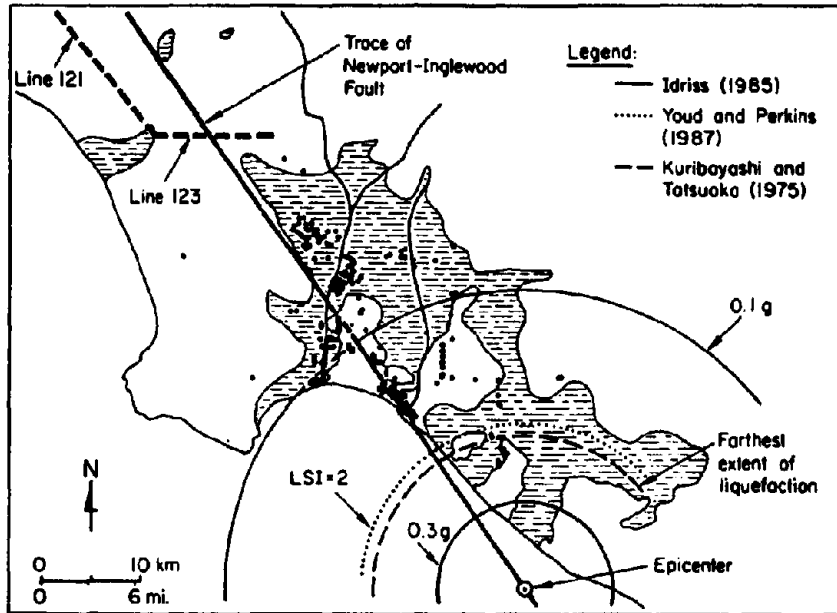 Line 121
Trace of
Newport-Inglewood
Fault
Line 123
Legend:
Idriss (1985)
Youd and Perkins
(1987)
Kuribayashi and
Tatsuoka (1975)
0.1g
Farthest
extent of
liquefaction
LSI=2
0.3g
Epicenter
N
0 10 km
0 6 mi.